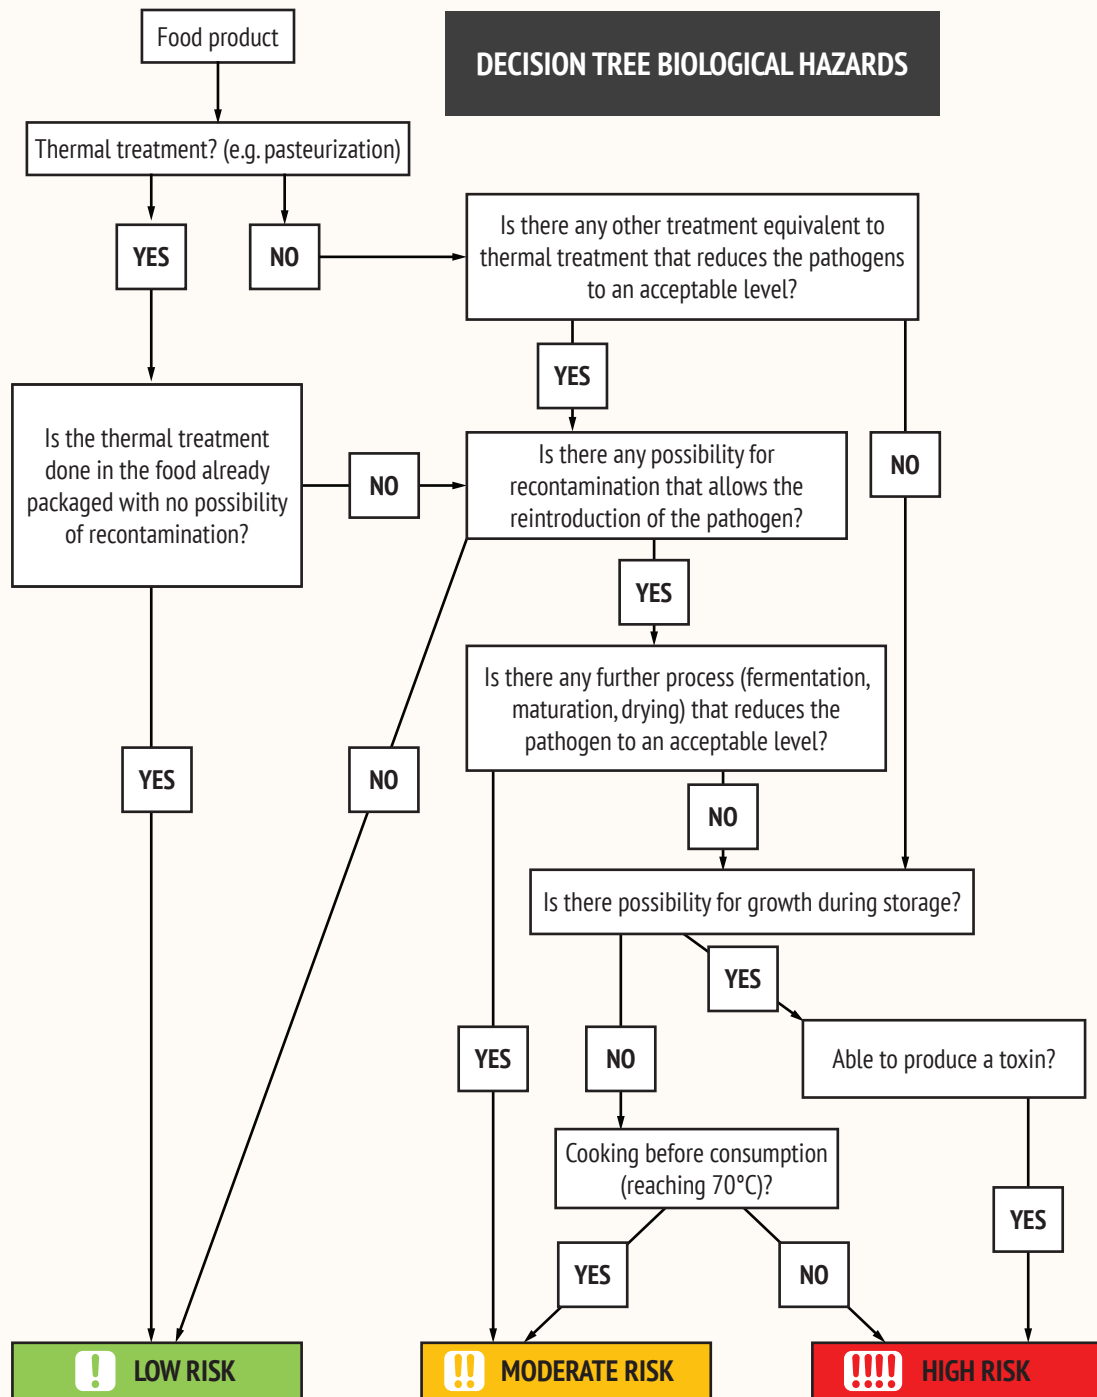 Food product
DECISION TREE BIOLOGICAL HAZARDS
Thermal treatment? (e.g. pasteurization)
YES
NO
Is there any other treatment equivalent to
thermal treatment that reduces the pathogens
to an acceptable level?
YES
NO
Is the thermal treatment
done in the food already
packaged with no possibility
of recontamination?
NO
Is there any possibility for
recontamination that allows the
reintroduction of the pathogen?
YES
Is there any further process (fermentation,
maturation, drying) that reduces the
pathogen to an acceptable level?
YES
NO
NO
Is there possibility for growth during storage?
YES
YES
NO
Able to produce a toxin?
Cooking before consumption
(reaching 70°C)?
YES
YES
NO
! LOW RISK
!! MODERATE RISK
!!!! HIGH RISK